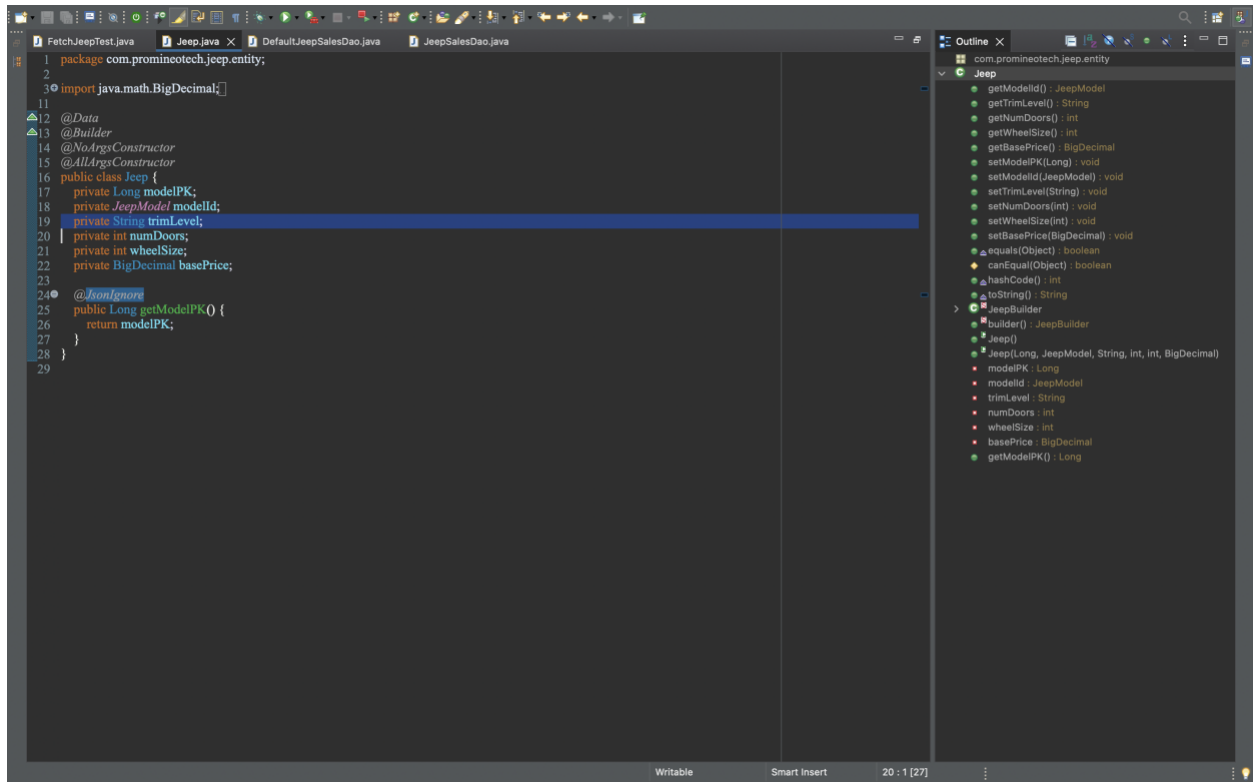 FetchJeepTest.java
Jeep.java
DefaultJeepSalesDao.java
JeepSalesDao.java
1 package com.promineotech.jeep.entity;
2
3 import java.math.BigDecimal;
11
12 @Data
13 @Builder
14 @NoArgsConstructor
15 @AllArgsConstructor
16 public class Jeep {
17 private Long modelPK;
18 private JeepModel modelId;
19 private String trimLevel;
20 private int numDoors;
21 private int wheelSize;
22 private BigDecimal basePrice;
23
24 @JsonIgnore
25 public Long getModelPK() {
26 return modelPK;
27 }
28 }
29
Outline
com.promineotech.jeep.entity
Jeep
getModelId() : JeepModel
getTrimLevel() : String
getNumDoors() : int
getWheelSize() : int
getBasePrice() : BigDecimal
setModelPK(Long) : void
setModelId(JeepModel) : void
setTrimLevel(String) : void
setNumDoors(int) : void
setWheelSize(int) : void
setBasePrice(BigDecimal) : void
equals(Object) : boolean
canEqual(Object) : boolean
hashCode() : int
toString() : String
JeepBuilder
builder() : JeepBuilder
Jeep()
Jeep(Long, JeepModel, String, int, int, BigDecimal)
modelPK : Long
modelId : JeepModel
trimLevel : String
numDoors : int
wheelSize : int
basePrice : BigDecimal
getModelPK() : Long
Writable
Smart Insert
20 : 1 [27]